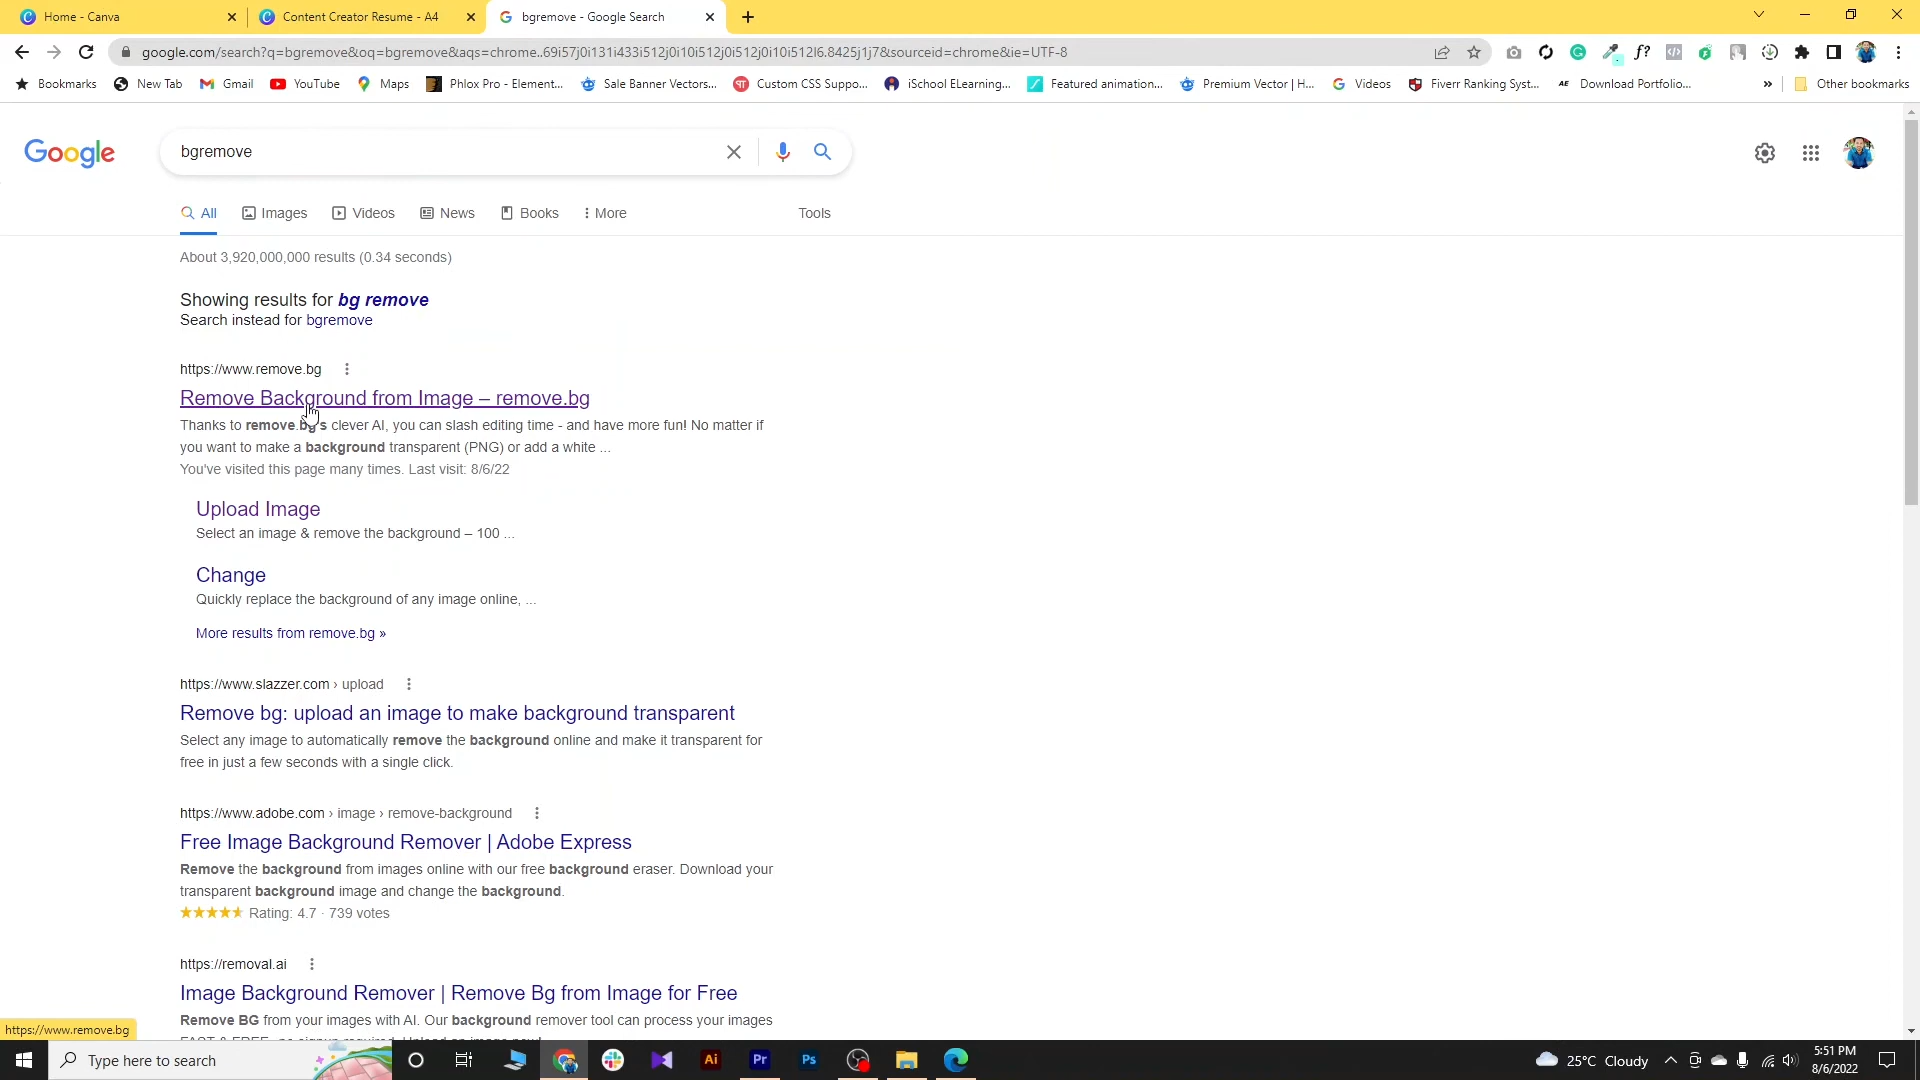 Home - Canva
Content Creator Resume - A4
bgremove - Google Search
google.com/search?q=bgremove&oq=bgremove&aqs=chrome..69i57j0i131i433i512j0i10i512j0i512j0i10i512l6.8425j1j7&sourceid=chrome&ie=UTF-8
Bookmarks New Tab Gmail YouTube Maps Phlox Pro - Element... Sale Banner Vectors... Custom CSS Suppo... iSchool ELearning... Featured animation... Premium Vector | H... Videos Fiverr Ranking Syst... Download Portfolio... » Other bookmarks
Google
bgremove
All Images Videos News Books More Tools
About 3,920,000,000 results (0.34 seconds)
Showing results for bg remove
Search instead for bgremove
https://www.remove.bg
Remove Background from Image – remove.bg
Thanks to remove.bg's clever AI, you can slash editing time - and have more fun! No matter if
you want to make a background transparent (PNG) or add a white ...
You've visited this page many times. Last visit: 8/6/22
Upload Image
Select an image & remove the background – 100 ...
Change
Quickly replace the background of any image online, ...
More results from remove.bg »
https://www.slazzer.com › upload
Remove bg: upload an image to make background transparent
Select any image to automatically remove the background online and make it transparent for
free in just a few seconds with a single click.
https://www.adobe.com › image › remove-background
Free Image Background Remover | Adobe Express
Remove the background from images online with our free background eraser. Download your
transparent background image and change the background.
Rating: 4.7 · 739 votes
https://removal.ai
Image Background Remover | Remove Bg from Image for Free
Remove BG from your images with AI. Our background remover tool can process your images
https://www.remove.bg
Type here to search
Ai Pr Ps
25°C Cloudy
5:51 PM
8/6/2022